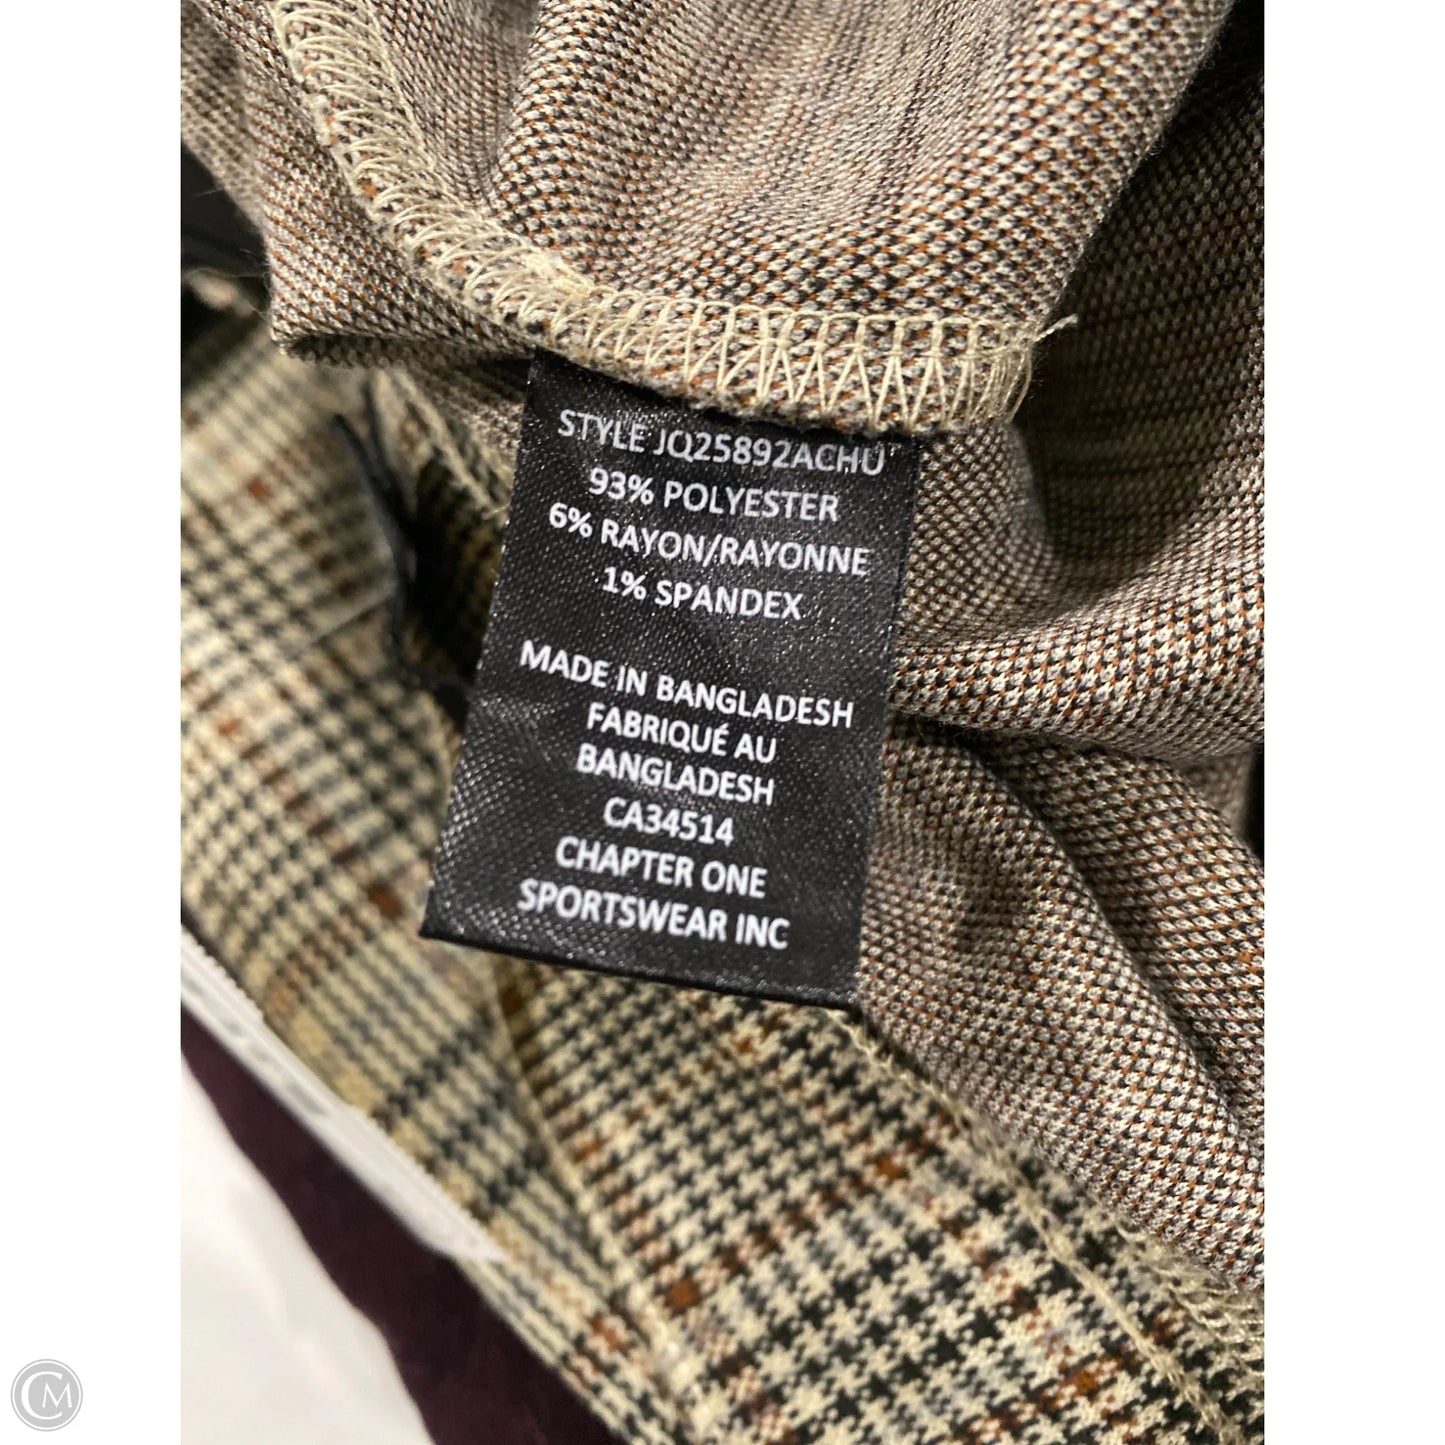 STYLE JQ25892ACHU
93% POLYESTER
6% RAYON/RAYONNE
1% SPANDEX
MADE IN BANGLADESH
FABRIQUÉ AU
BANGLADESH
CA34514
CHAPTER ONE
SPORTSWEAR INC
CM